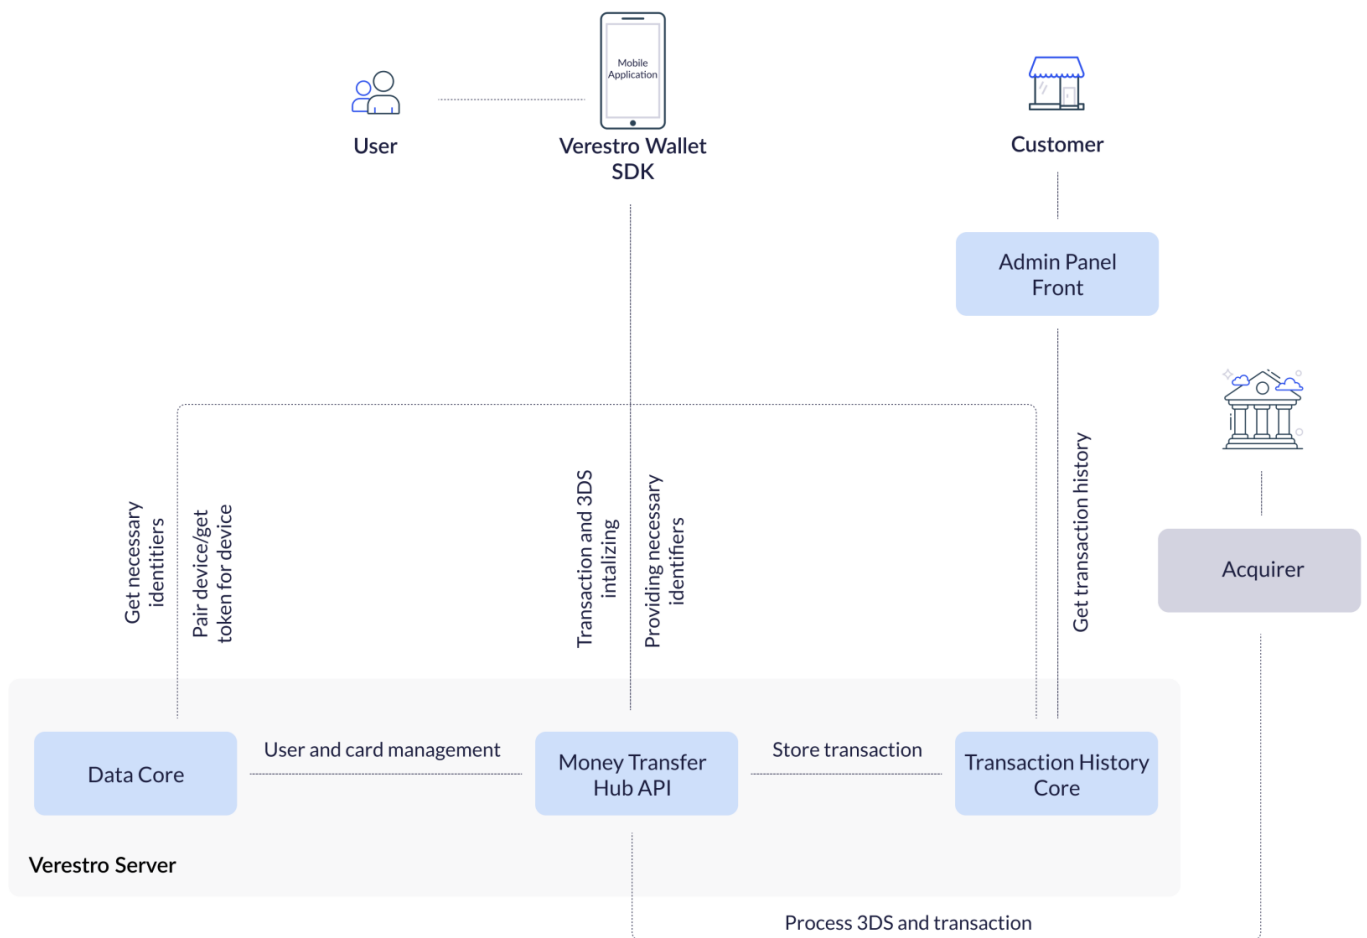 Mobile
Application
User
Verestro Wallet
SDK
Customer
Admin Panel
Front
Get necessary
identitiers
Pair device/get
token for device
Transaction and 3DS
intalizing
Providing necessary
identifiers
Get transaction history
Acquirer
Data Core
User and card management
Money Transfer
Hub API
Store transaction
Transaction History
Core
Verestro Server
Process 3DS and transaction